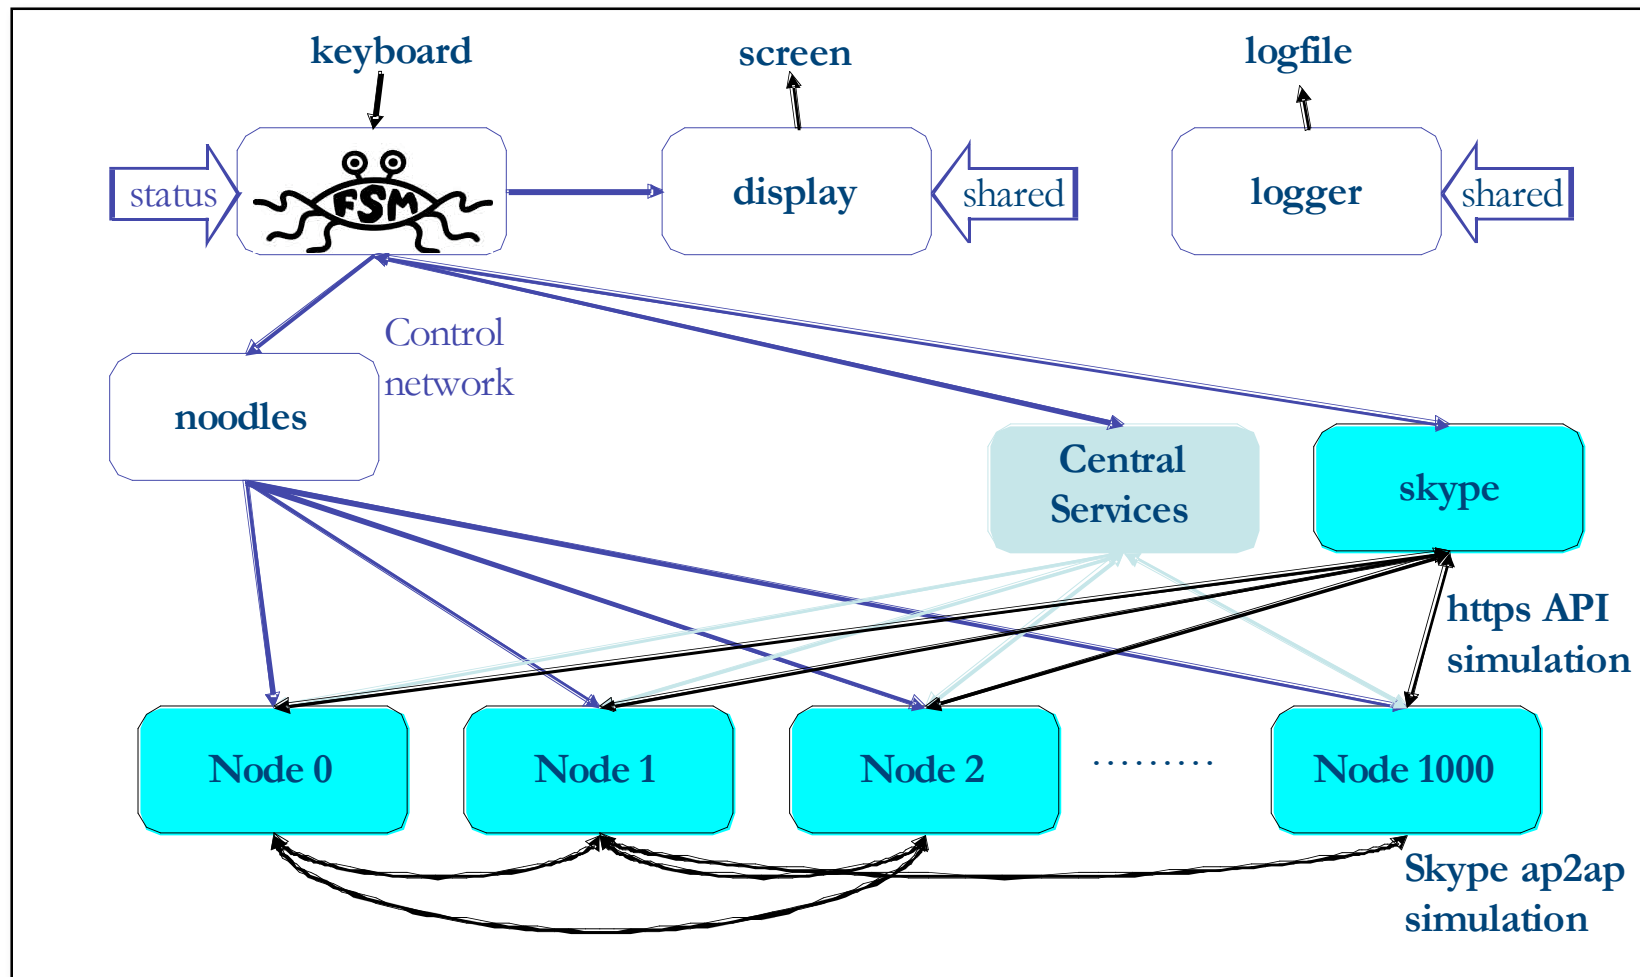 keyboard
screen
logfile
status
FSM
display
shared
logger
shared
Control
network
noodles
Central
Services
skype
https API
simulation
Node 0
Node 1
Node 2
.........
Node 1000
Skype ap2ap
simulation